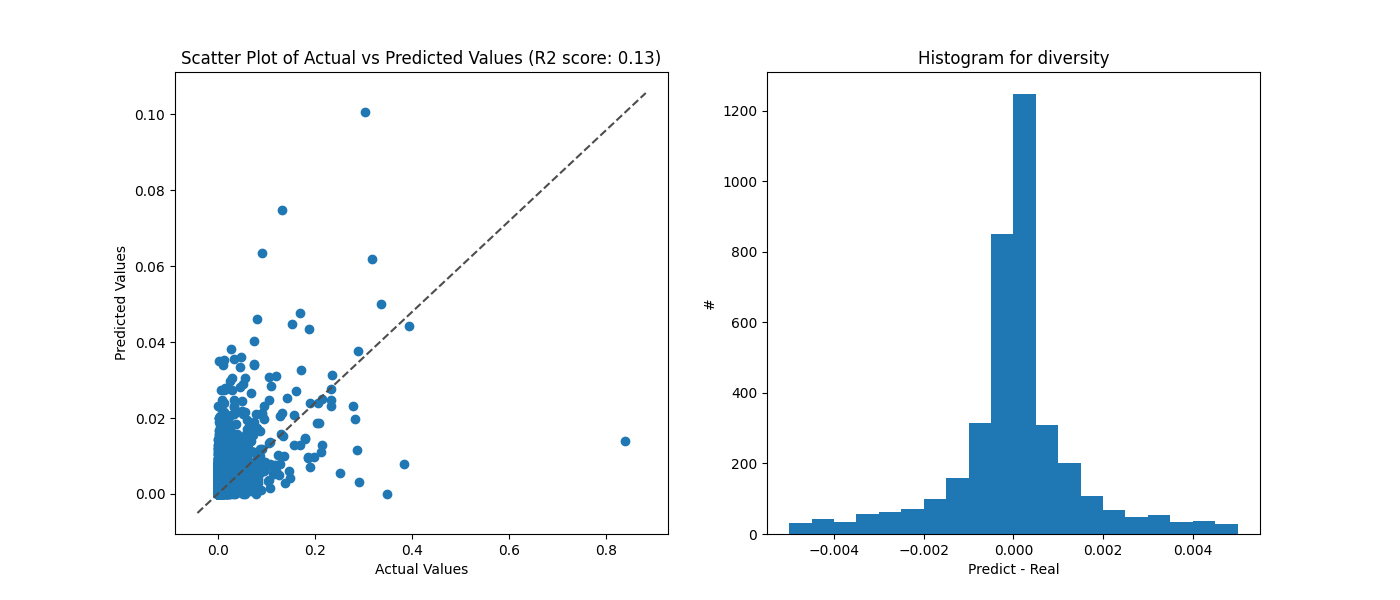 Scatter Plot of Actual vs Predicted Values (R2 score: 0.13)
Predicted Values
0.10
0.08
0.06
0.04
0.02
0.00
0.0 0.2 0.4 0.6 0.8
Actual Values
Histogram for diversity
#
1200
1000
800
600
400
200
0
−0.004 −0.002 0.000 0.002 0.004
Predict - Real